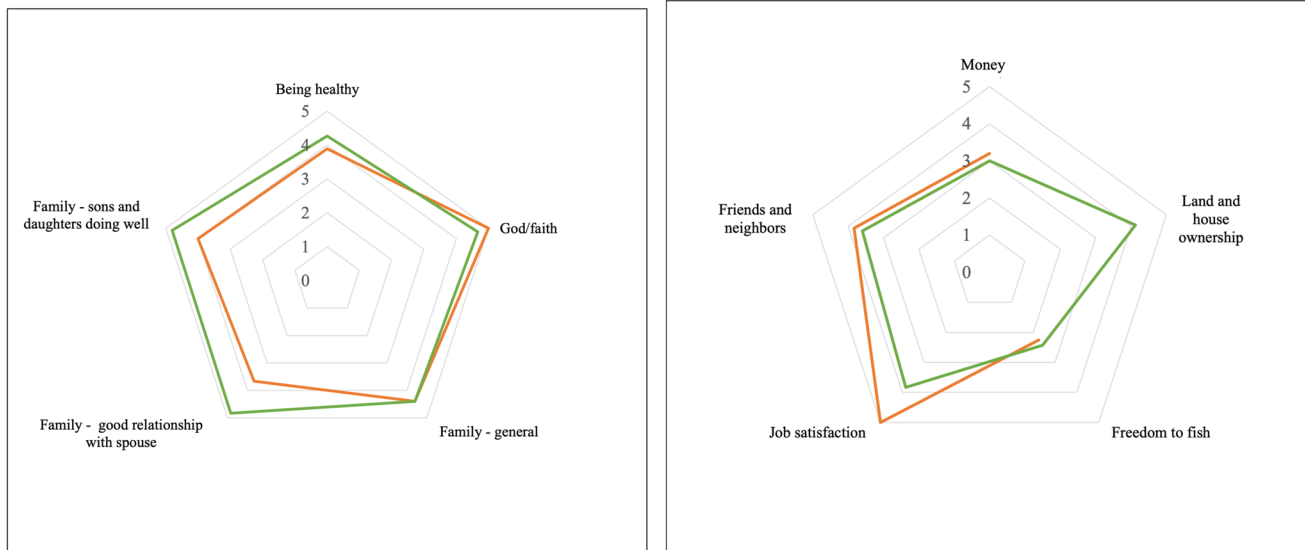 Being healthy
5
4
3
2
1
0
God/faith
Family - general
Family - good relationship
with spouse
Family - sons and
daughters doing well
Money
5
4
3
2
1
0
Land and
house
ownership
Freedom to fish
Job satisfaction
Friends and
neighbors